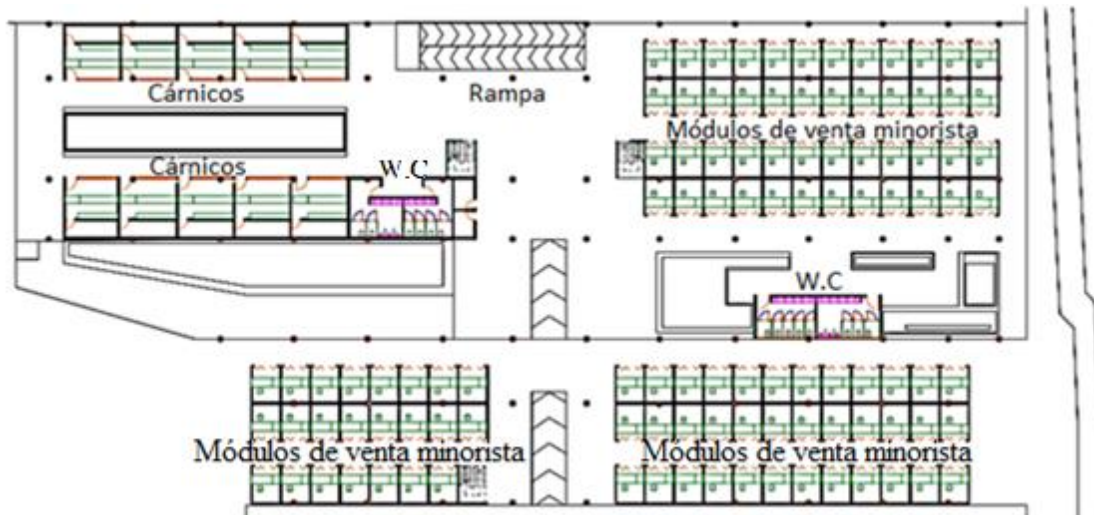 Cárnicos
Rampa
Módulos de venta minorista
Cárnicos
W.C
W.C
Módulos de venta minorista
Módulos de venta minorista